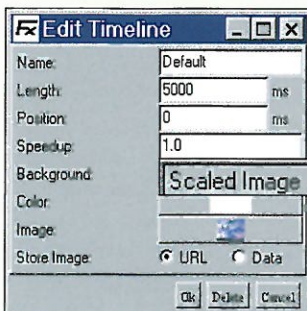 Fx Edit Timeline
Name: Default
Length: 5000 ms
Position: 0 ms
Speedup: 1.0
Background: Scaled Image
Color:
Image:
Store Image: URL Data
Ok Delete Cancel